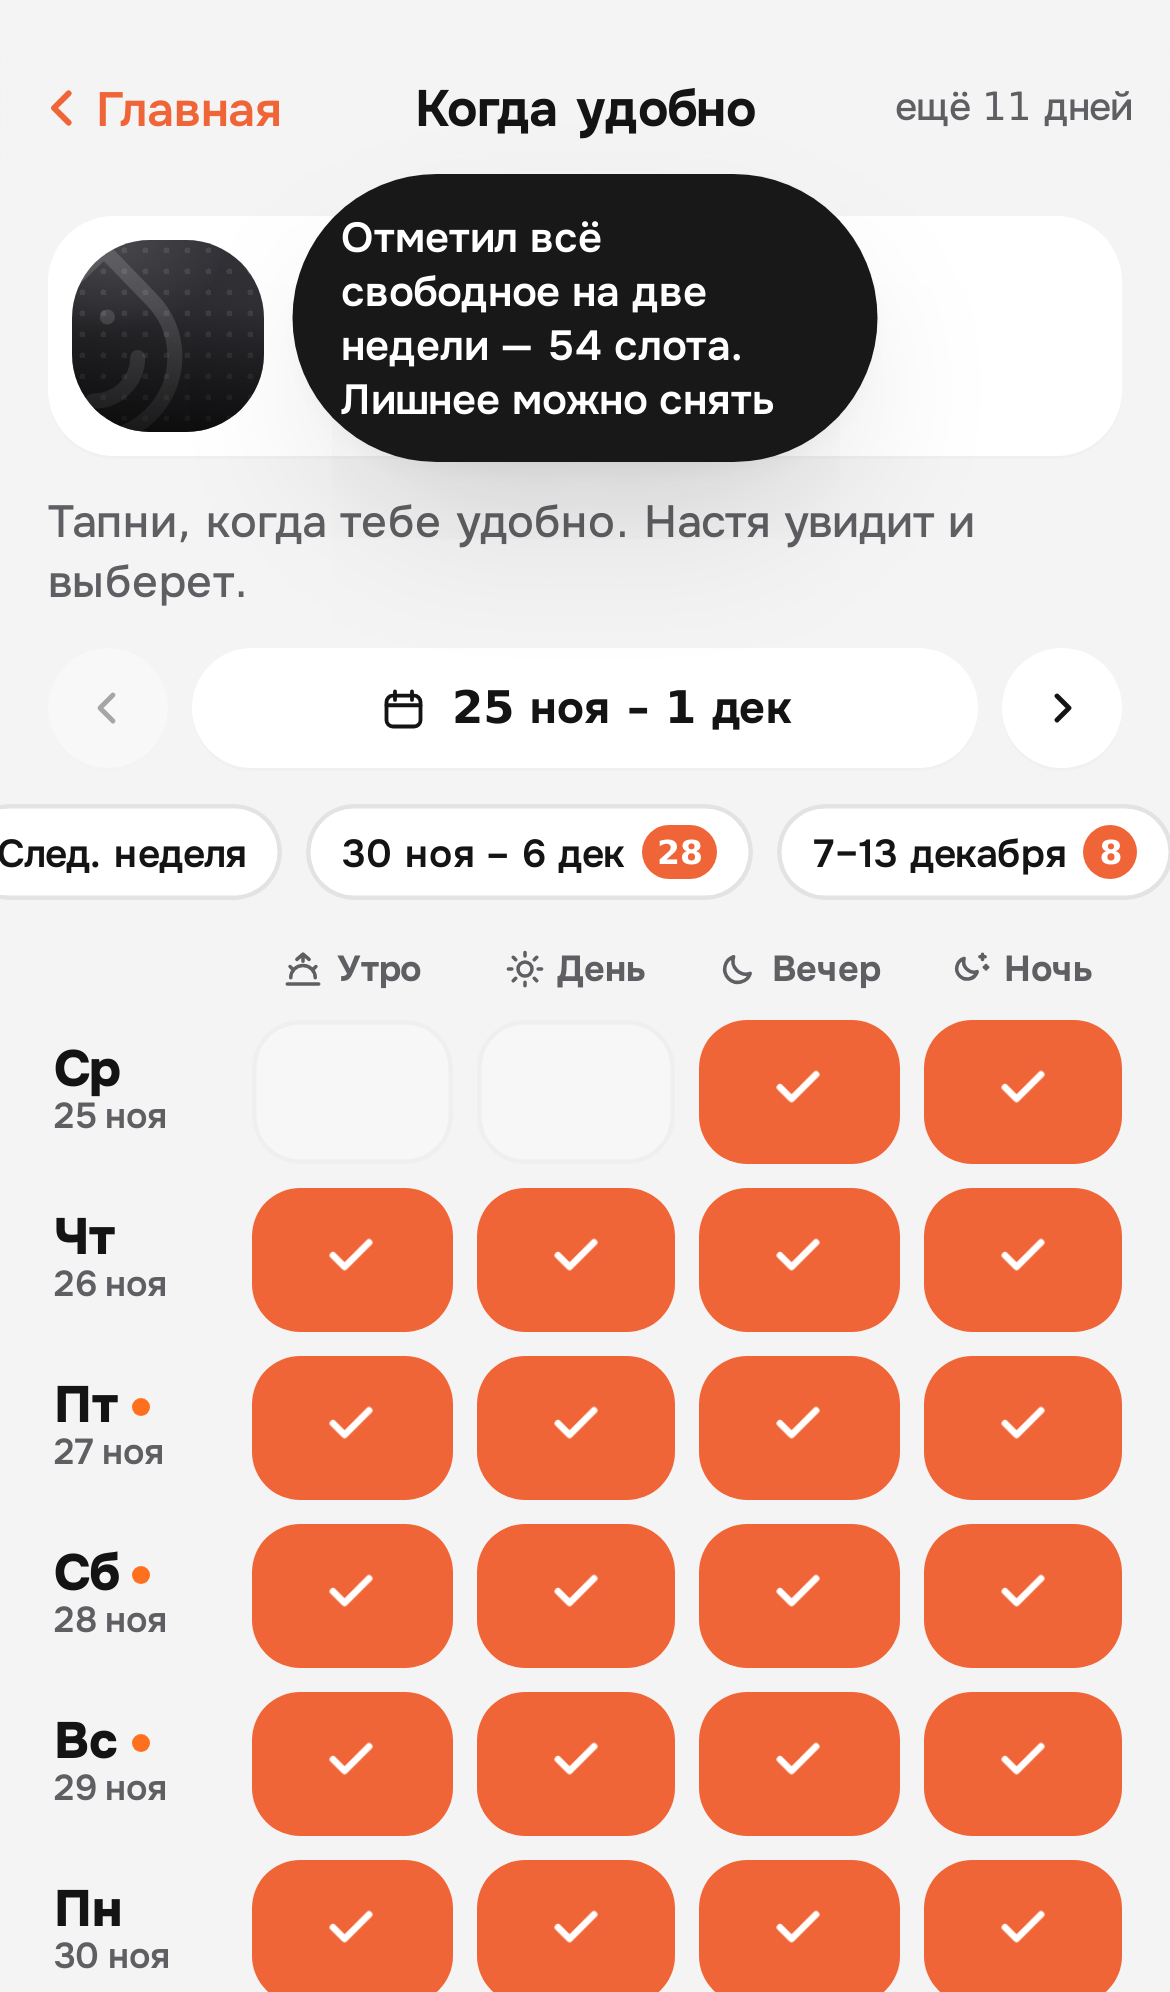 Главная
Когда удобно
ещё 11 дней
Отметил всё
свободное на две
недели — 54 слота.
Лишнее можно снять
Тапни, когда тебе удобно. Настя увидит и
выберет.
25 ноя – 1 дек
След. неделя
30 ноя – 6 дек 28
7–13 декабря 8
Утро
День
Вечер
Ночь
Ср
25 ноя
Чт
26 ноя
Пт
27 ноя
Сб
28 ноя
Вс
29 ноя
Пн
30 ноя